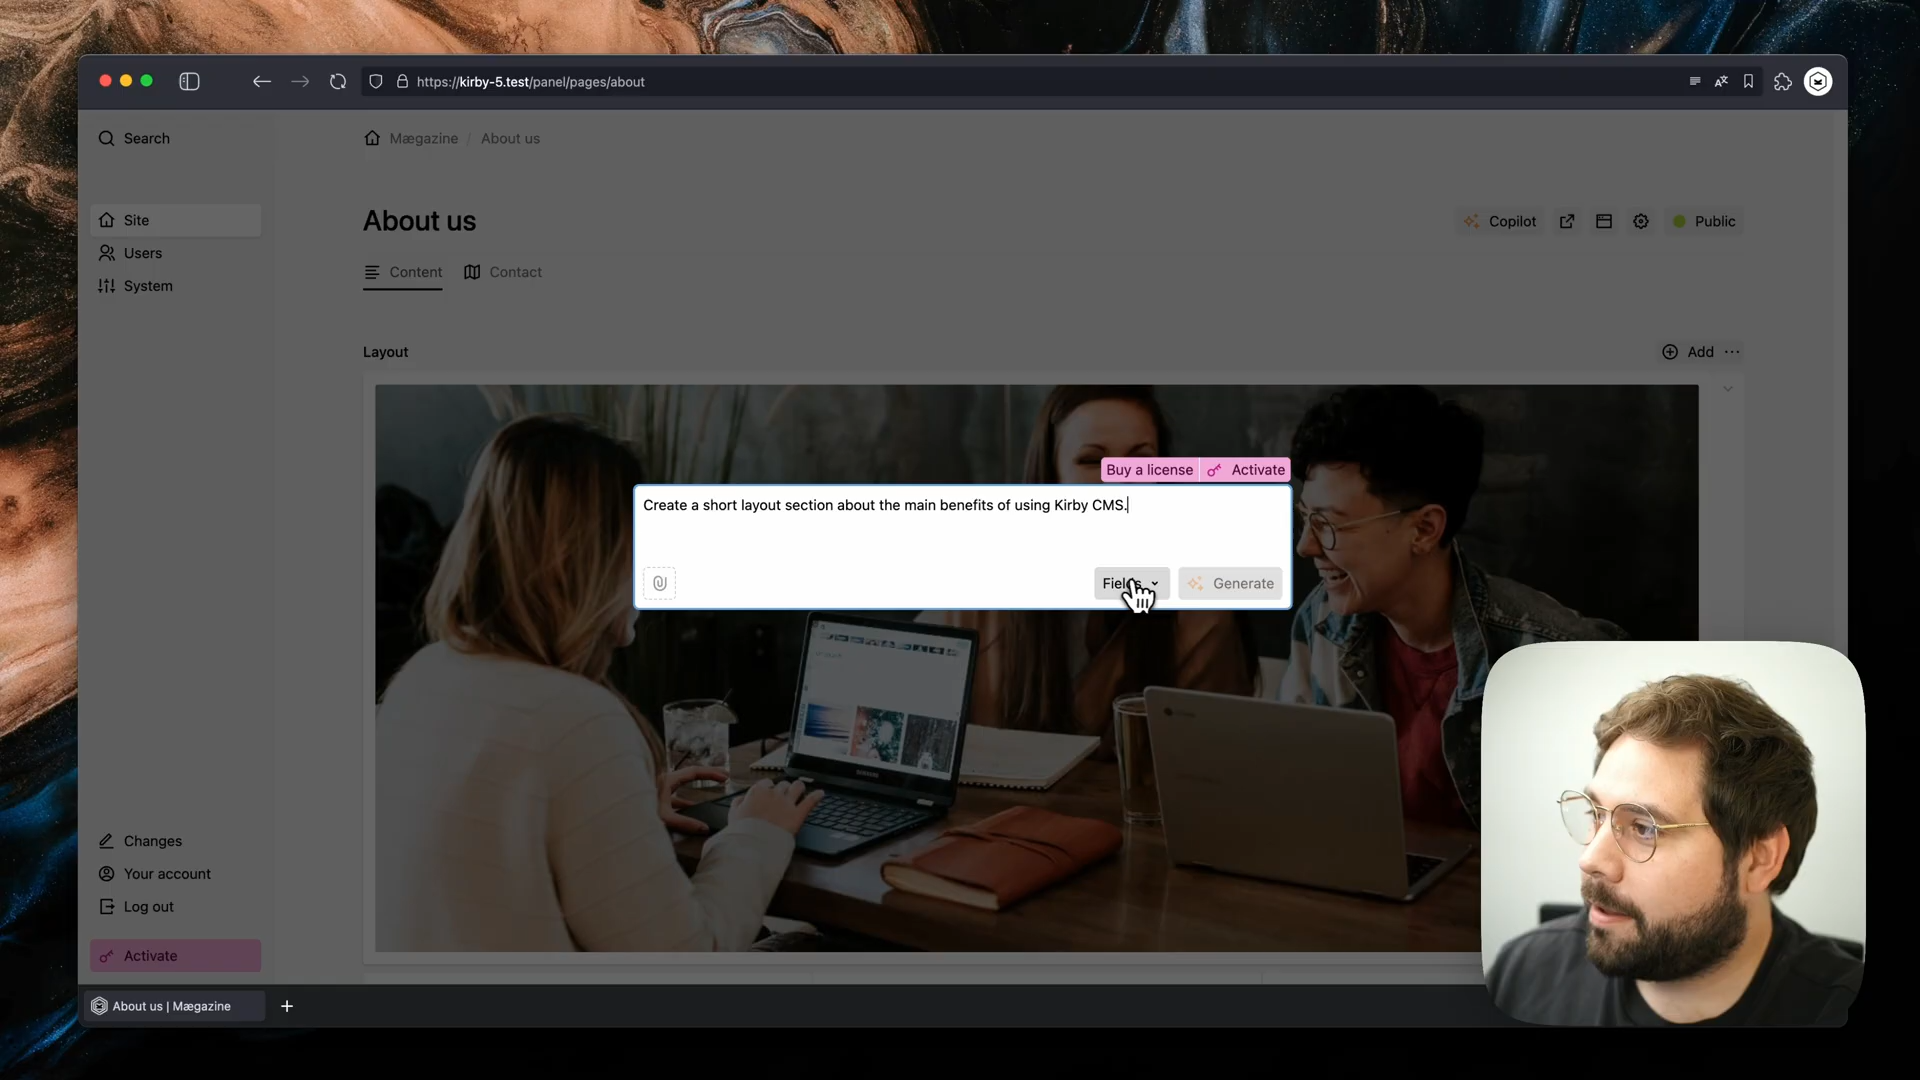 https://kirby-5.test/panel/pages/about
Search
Mægazine / About us
Site
Users
System
About us
Copilot
Public
Content
Contact
Layout
Add
Buy a license
Activate
Create a short layout section about the main benefits of using Kirby CMS.
Fields
Generate
Changes
Your account
Log out
Activate
About us | Mægazine